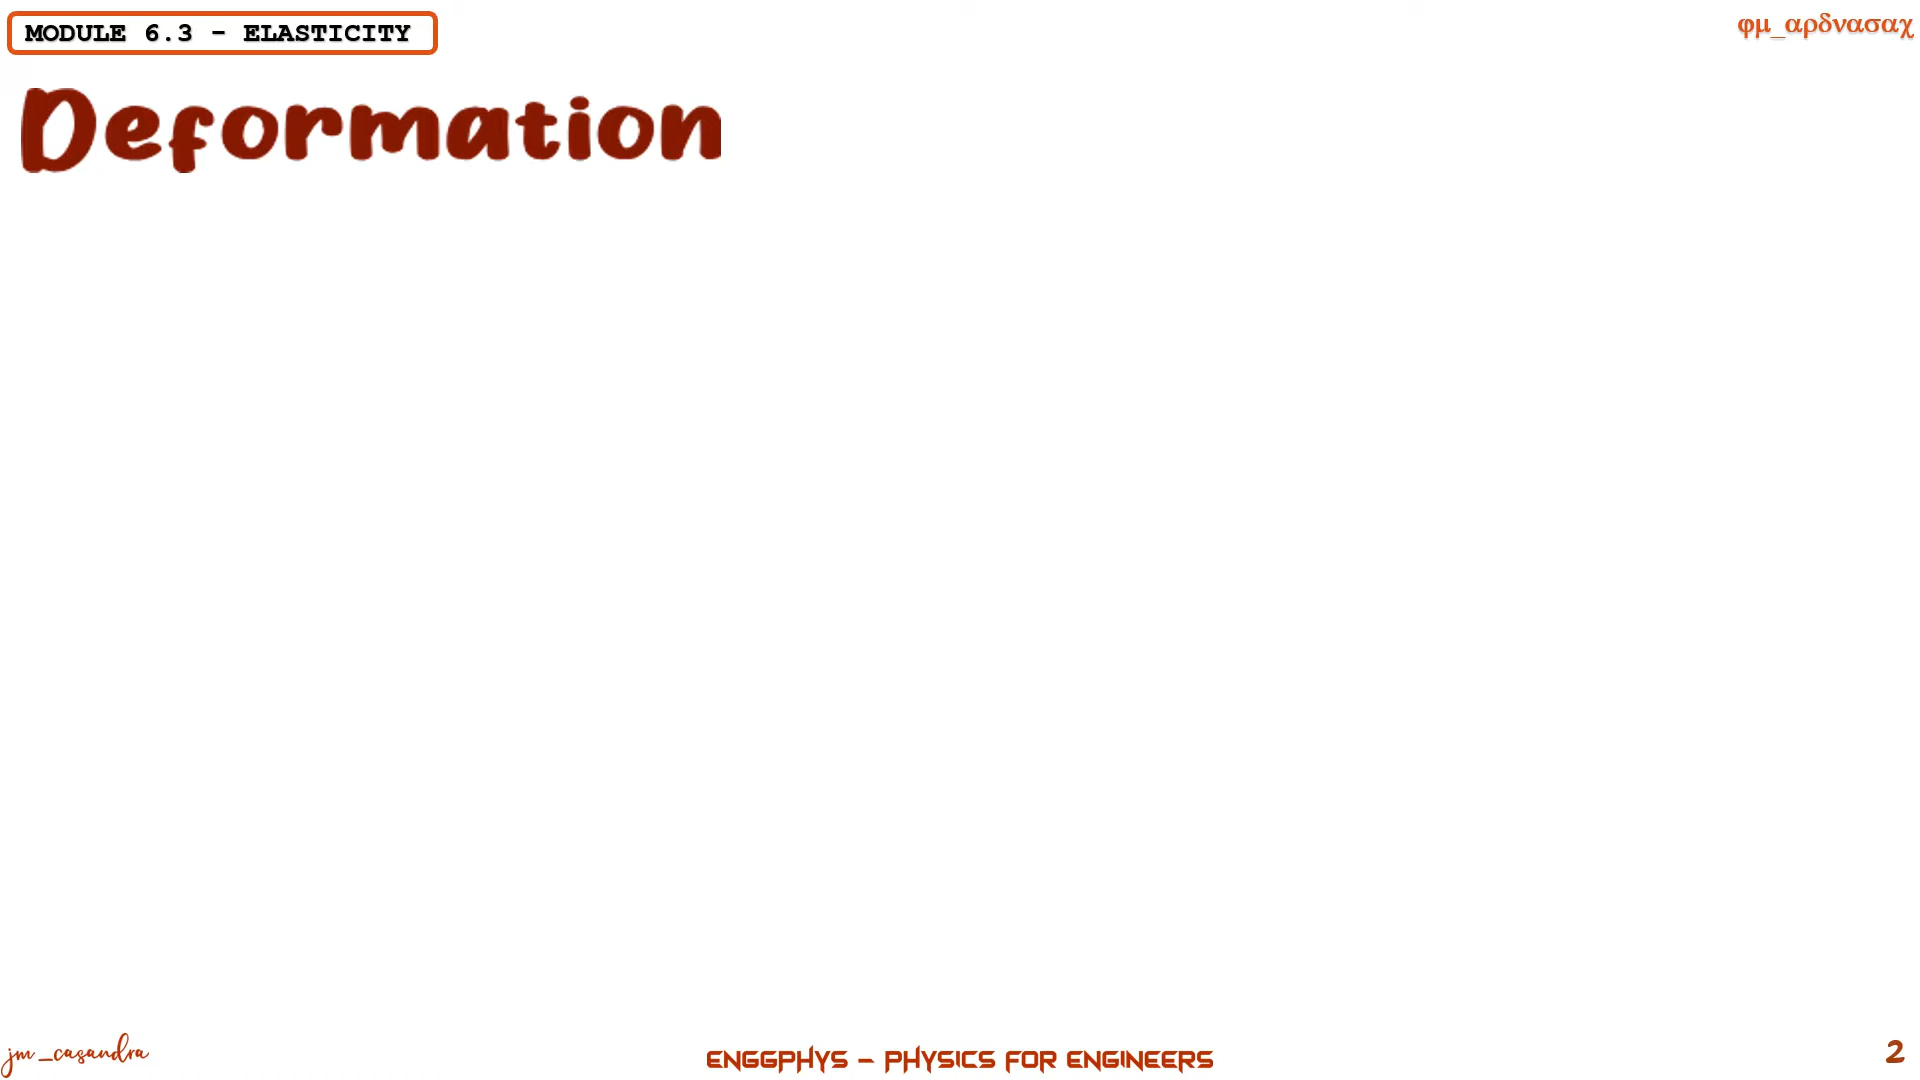 MODULE 6.3 - ELASTICITY
φμ_αρδνασαχ
Deformation
jm_casandra
ENGGPHYS - PHYSICS FOR ENGINEERS
2